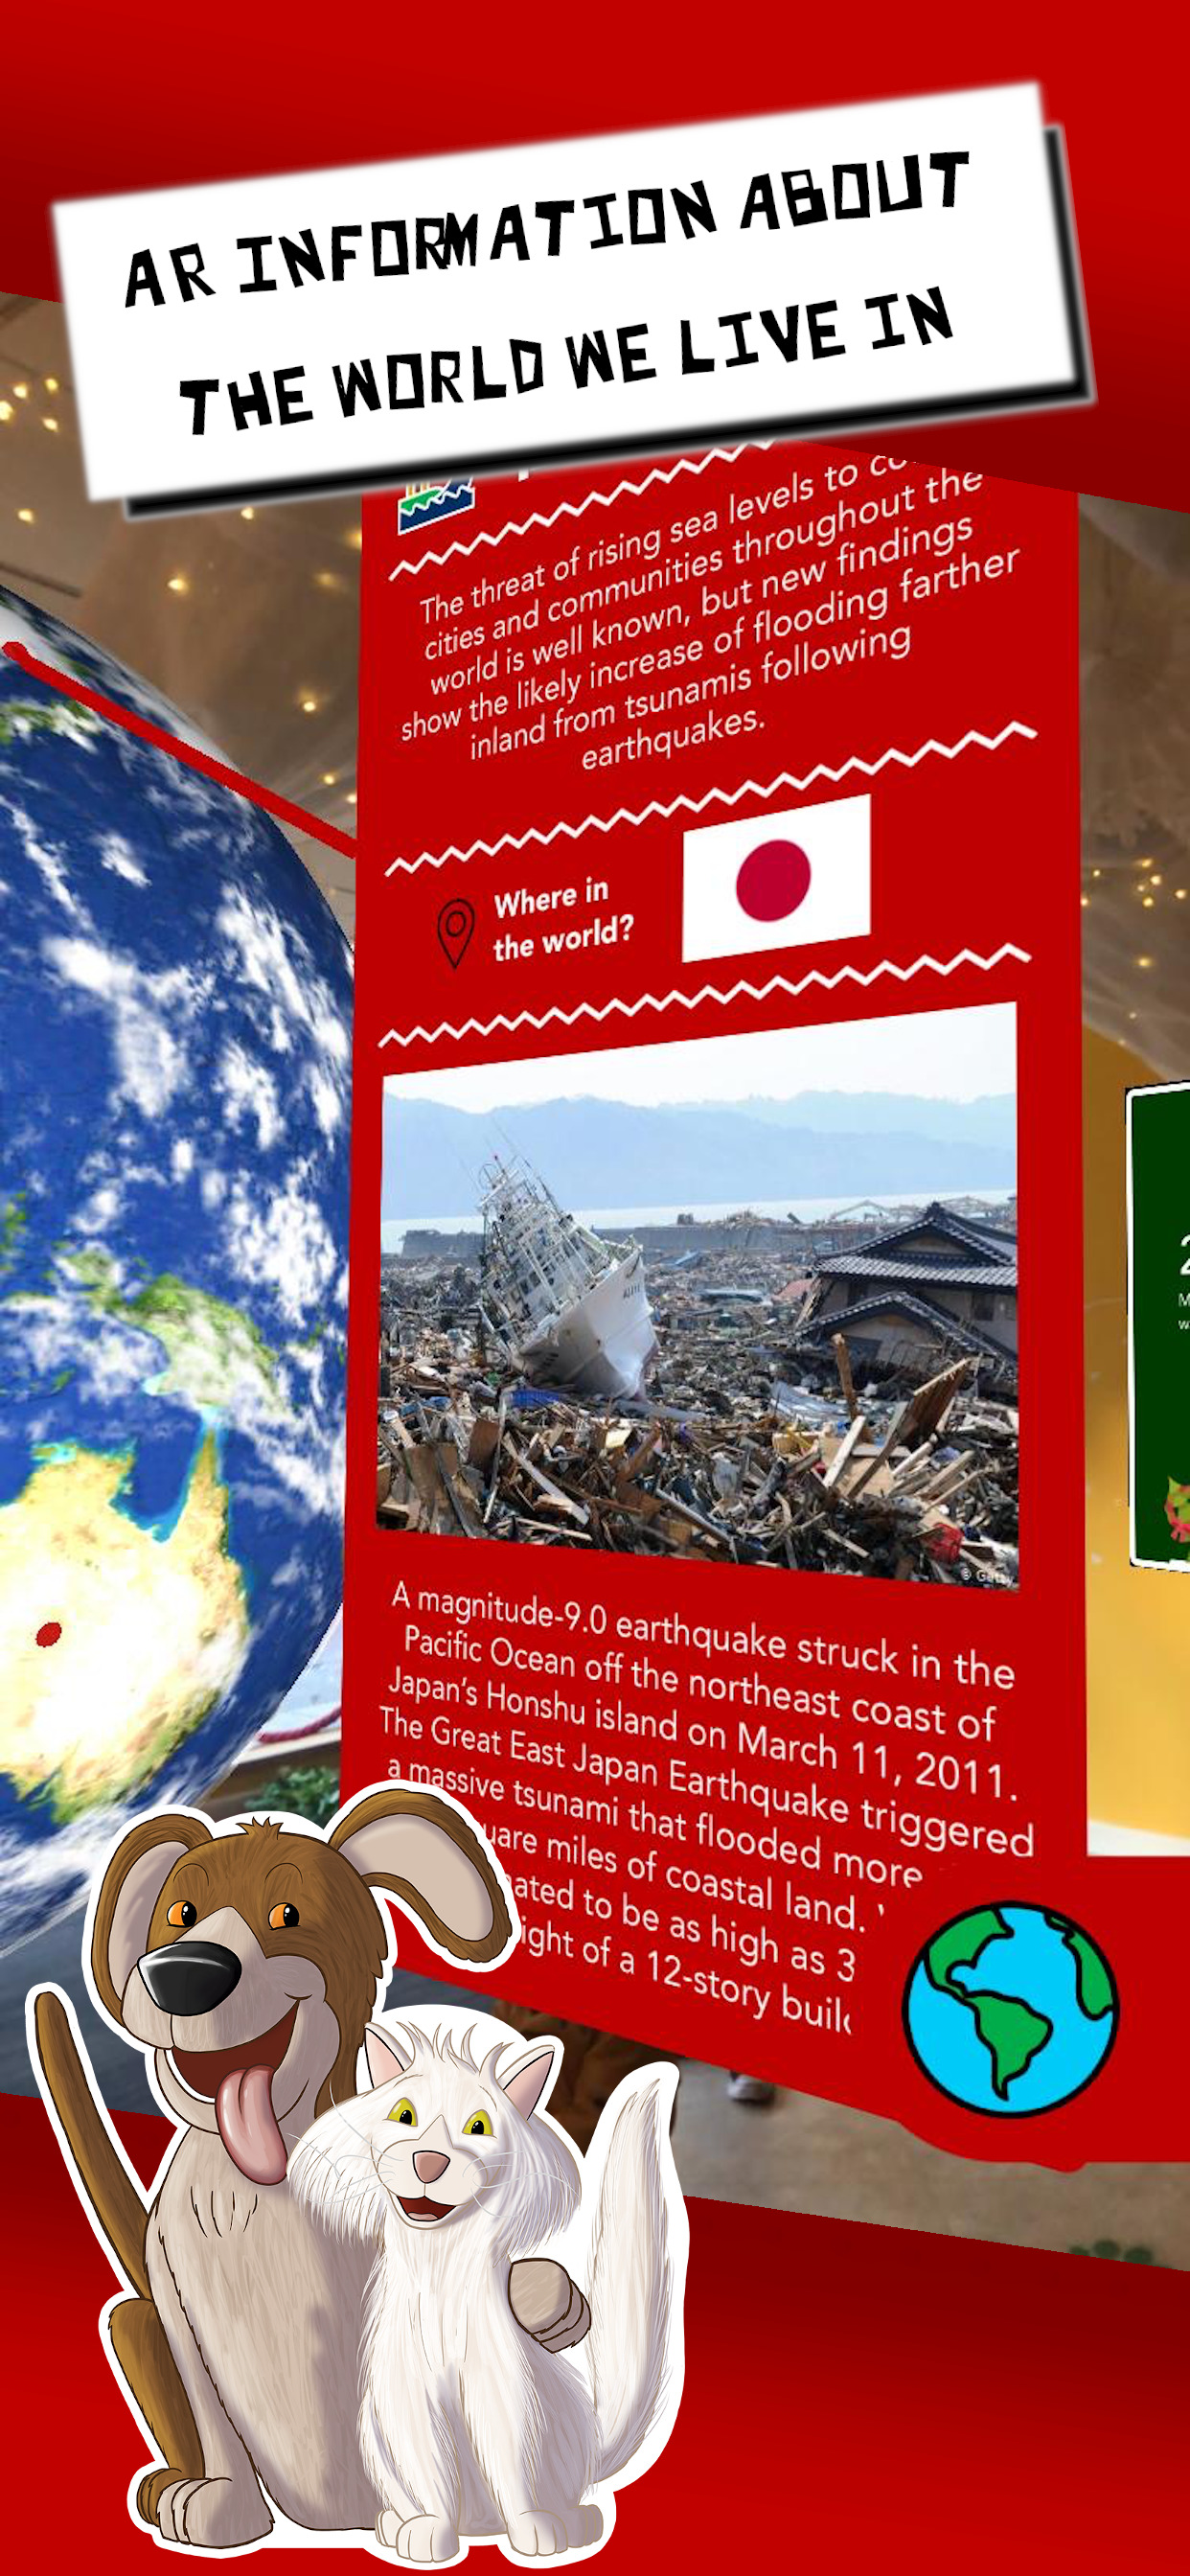 AR INFORMATION ABOUT
THE WORLD WE LIVE IN
The threat of rising sea levels to
cities and communities throughout the
world is well known, but new findings
show the likely increase of flooding farther
inland from tsunamis following
earthquakes.
Where in
the world?
A magnitude-9.0 earthquake struck in the
Pacific Ocean off the northeast coast of
Japan's Honshu island on March 11, 2011.
The Great East Japan Earthquake triggered
a massive tsunami that flooded more
miles of coastal land.
to be as high as 3
of a 12-story